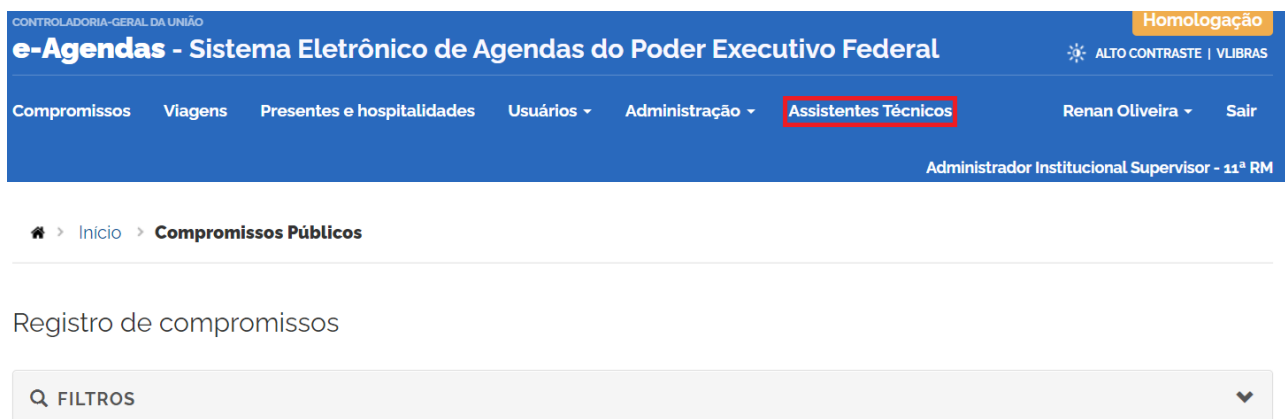 CONTROLADORIA-GERAL DA UNIÃO
Homologação
e-Agendas - Sistema Eletrônico de Agendas do Poder Executivo Federal
ALTO CONTRASTE | VLIBRAS
Compromissos Viagens Presentes e hospitalidades Usuários Administração Assistentes Técnicos Renan Oliveira Sair
Administrador Institucional Supervisor - 11ª RM
Início > Compromissos Públicos
Registro de compromissos
FILTROS